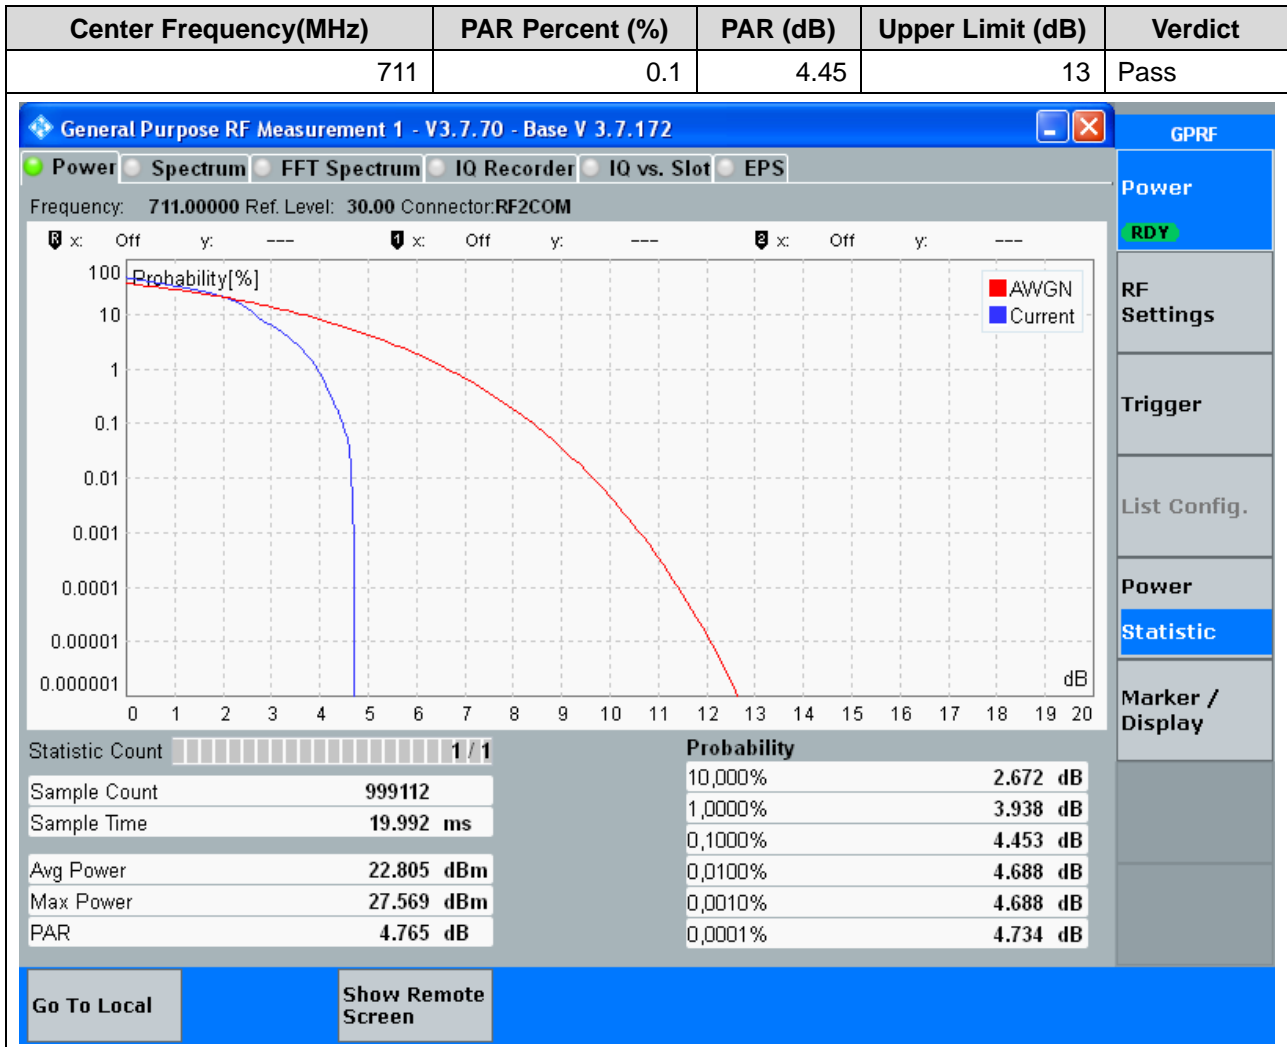 Center Frequency(MHz) PAR Percent (%) PAR (dB) Upper Limit (dB) Verdict
711 0.1 4.45 13 Pass
General Purpose RF Measurement 1 - V3.7.70 - Base V 3.7.172
GPRF
Power Spectrum FFT Spectrum IQ Recorder IQ vs. Slot EPS
Power
RDY
Frequency: 711.00000 Ref. Level: 30.00 Connector:RF2COM
R x: Off y: --- 1 x: Off y: --- 2 x: Off y: ---
Probability[%]
AWGN
Current
100
10
1
0.1
0.01
0.001
0.0001
0.00001
0.000001
dB
0 1 2 3 4 5 6 7 8 9 10 11 12 13 14 15 16 17 18 19 20
RF
Settings
Trigger
List Config.
Power
Statistic
Marker /
Display
Statistic Count 1 / 1
Sample Count 999112
Sample Time 19.992 ms
Avg Power 22.805 dBm
Max Power 27.569 dBm
PAR 4.765 dB
Probability
10,000% 2.672 dB
1,0000% 3.938 dB
0,1000% 4.453 dB
0,0100% 4.688 dB
0,0010% 4.688 dB
0,0001% 4.734 dB
Go To Local
Show Remote
Screen